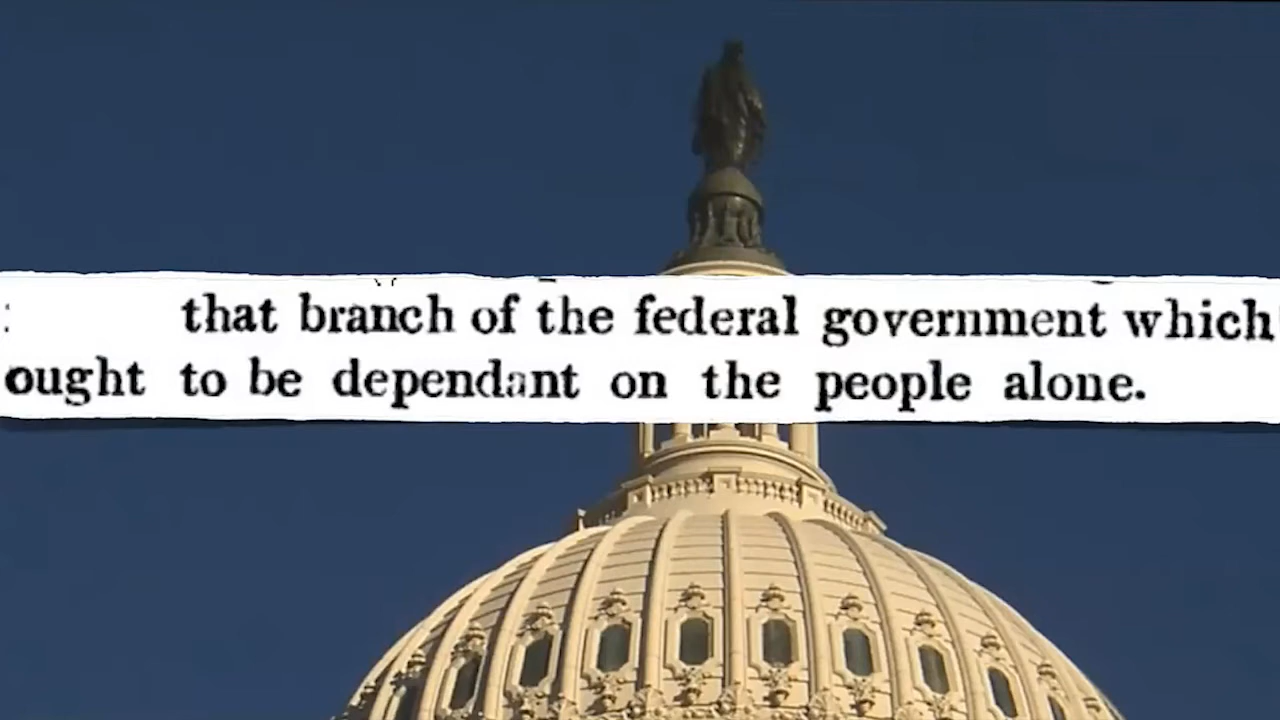 that branch of the federal government which
ought to be dependant on the people alone.